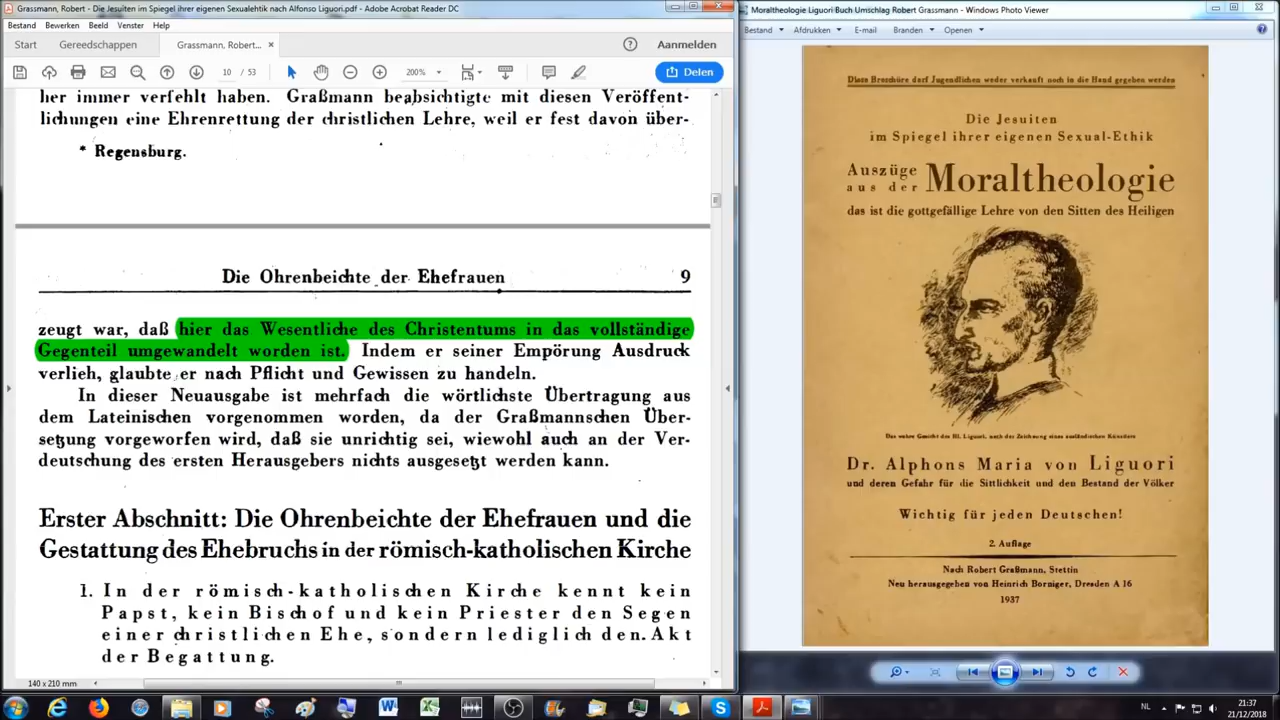 Grassmann, Robert - Die Jesuiten im Spiegel ihrer eigenen Sexualethik nach Alfonso Liguori.pdf - Adobe Acrobat Reader DC
Bestand Bewerken Beeld Venster Help
Start Gereedschappen Grassmann, Robert... × Aanmelden
10 / 53 200% Delen
her immer verfehlt haben. Graßmann beabsichtigte mit diesen Veröffent-
lichungen eine Ehrenrettung der christlichen Lehre, weil er fest davon über-
* Regensburg.
Die Ohrenbeichte der Ehefrauen 9
zeugt war, daß hier das Wesentliche des Christentums in das vollständige
Gegenteil umgewandelt worden ist. Indem er seiner Empörung Ausdruck
verlieh, glaubte er nach Pflicht und Gewissen zu handeln.
In dieser Neuausgabe ist mehrfach die wörtlichste Übertragung aus
dem Lateinischen vorgenommen worden, da der Graßmannschen Über-
setzung vorgeworfen wird, daß sie unrichtig sei, wiewohl auch an der Ver-
deutschung des ersten Herausgebers nichts ausgesetzt werden kann.
Erster Abschnitt: Die Ohrenbeichte der Ehefrauen und die
Gestattung des Ehebruchs in der römisch-katholischen Kirche
1. In der römisch-katholischen Kirche kennt kein
Papst, kein Bischof und kein Priester den Segen
einer christlichen Ehe, sondern lediglich den Akt
der Begattung.
140 x 210 mm
Moraltheologie Liguori Buch Umschlag Robert Grassmann - Windows Photo Viewer
Bestand Afdrukken E-mail Branden Openen
Diese Broschüre darf Jugendlichen weder verkauft noch in die Hand gegeben werden
Die Jesuiten
im Spiegel ihrer eigenen Sexual-Ethik
Auszüge
aus der Moraltheologie
das ist die gottgefällige Lehre von den Sitten des Heiligen
Das wahre Gesicht des Hl. Liguori, nach der Zeichnung eines ausländischen Künstlers
Dr. Alphons Maria von Liguori
und deren Gefahr für die Sittlichkeit und den Bestand der Völker
Wichtig für jeden Deutschen!
2. Auflage
Nach Robert Graßmann, Stettin
Neu herausgegeben von Heinrich Borniger, Dresden A 16
1937
NL 21:37
21/12/2018